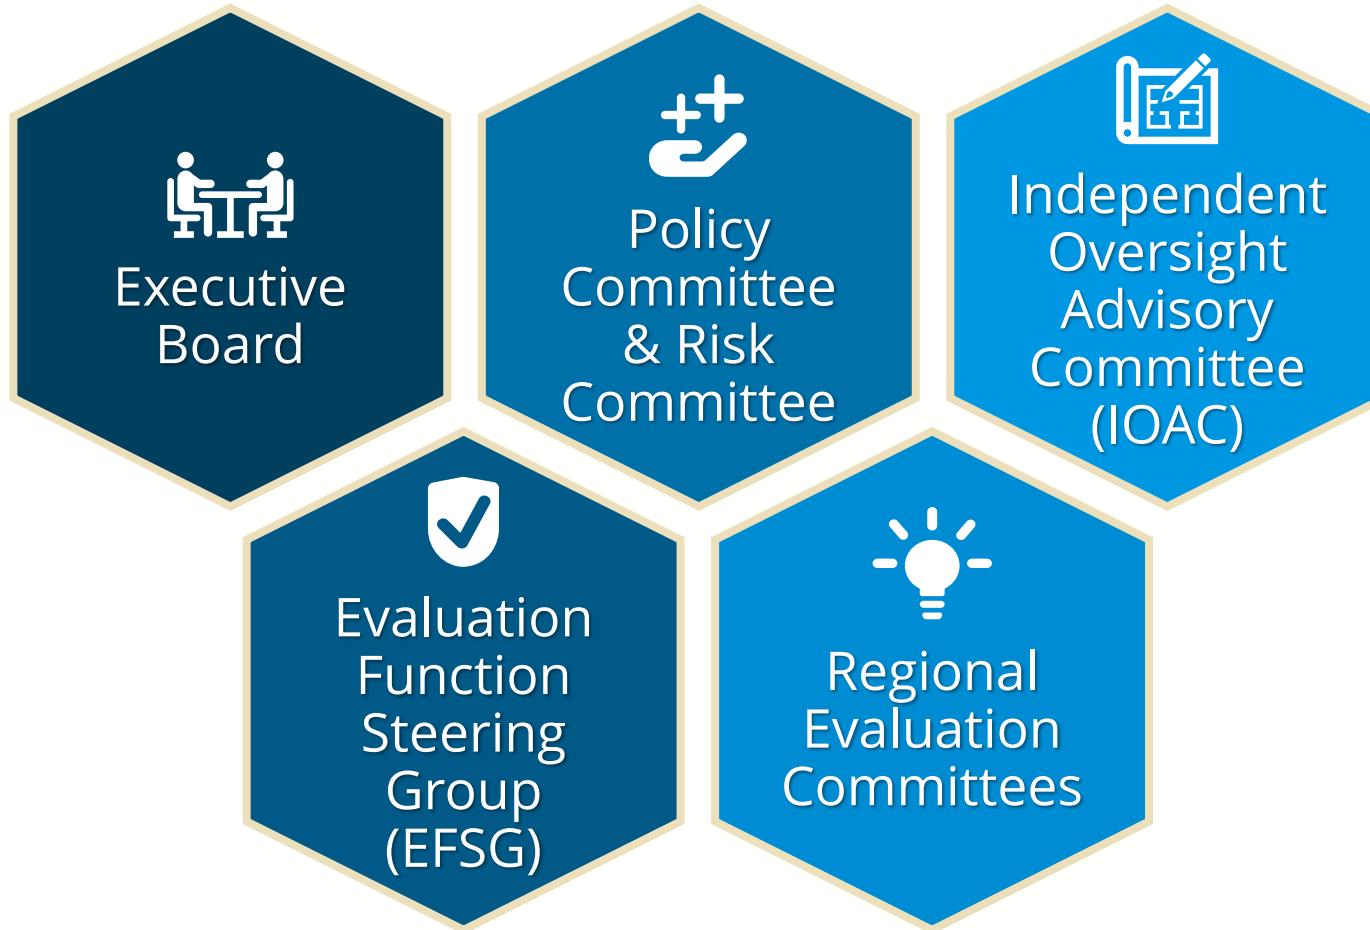 Executive
Board
Policy
Committee
& Risk
Committee
Independent
Oversight
Advisory
Committee
(IOAC)
Evaluation
Function
Steering
Group
(EFSG)
Regional
Evaluation
Committees